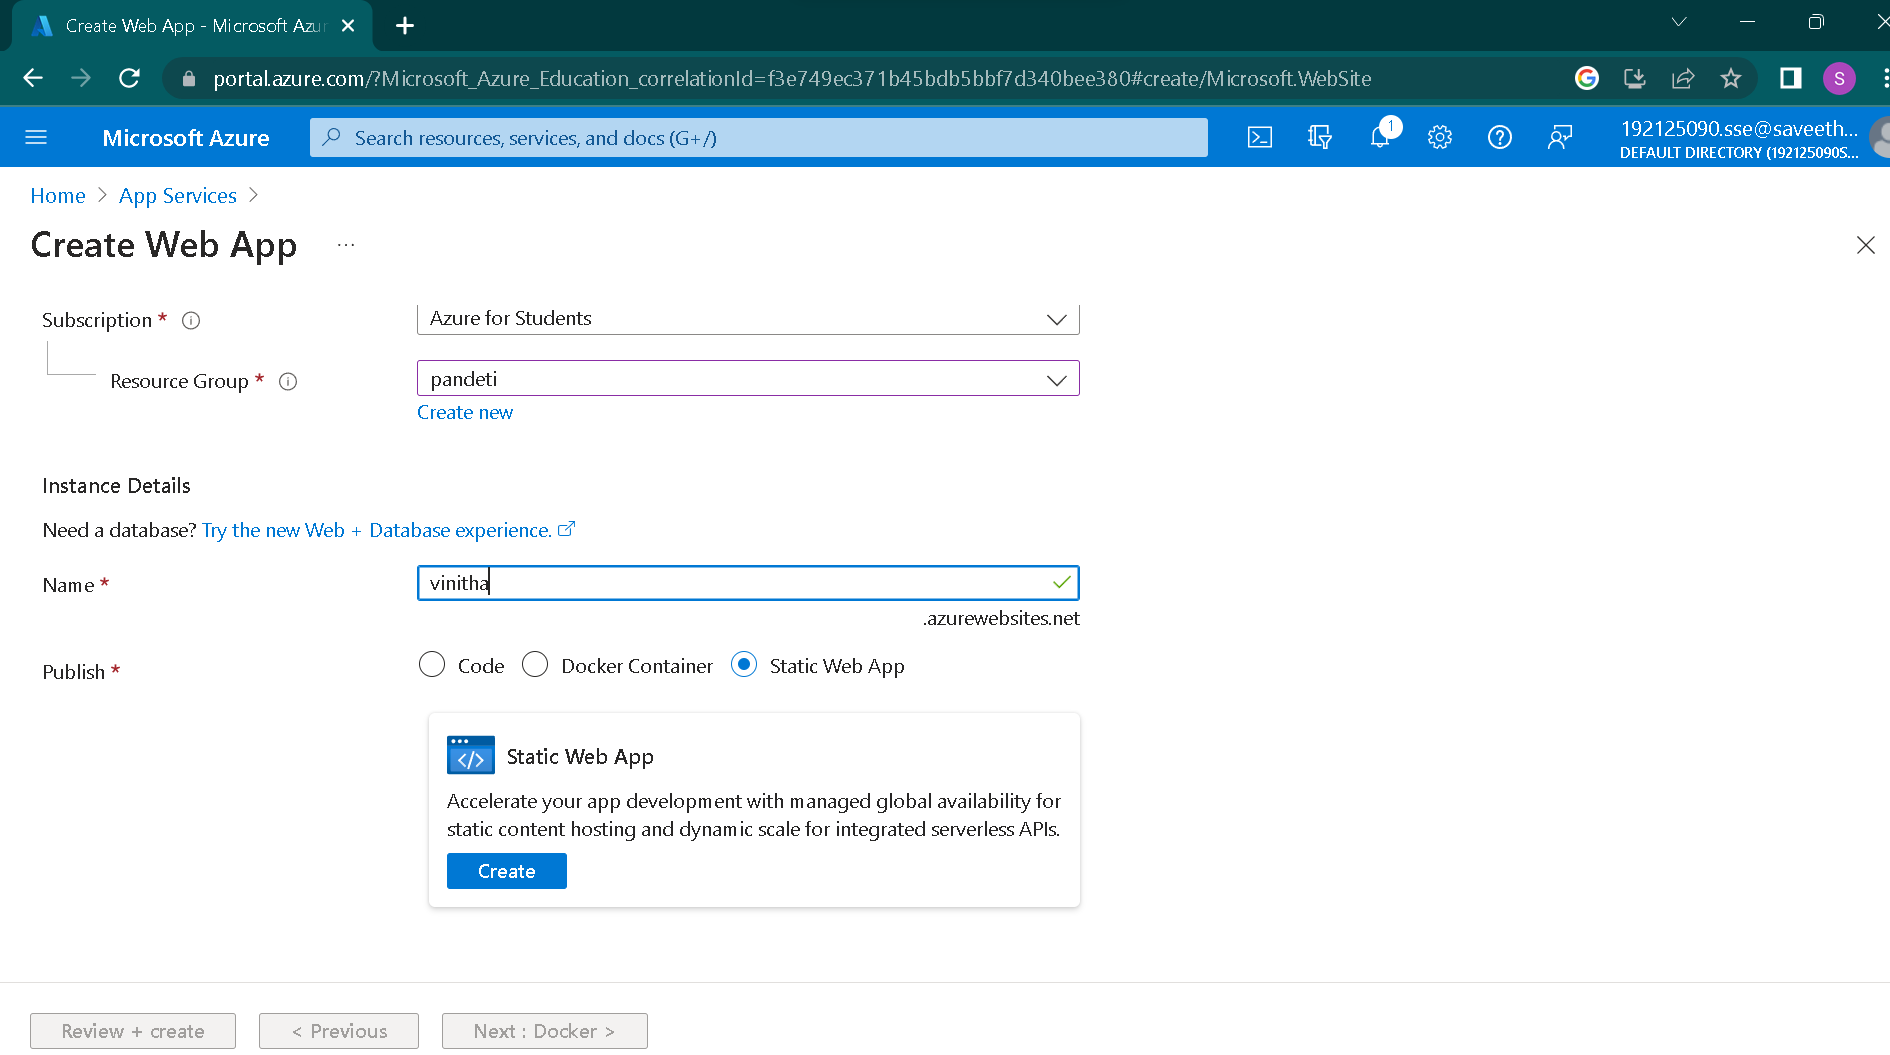 Create Web App - Microsoft Azur
portal.azure.com/?Microsoft_Azure_Education_correlationId=f3e749ec371b45bdb5bbf7d340bee380#create/Microsoft.WebSite
S
Microsoft Azure
Search resources, services, and docs (G+/)
1
192125090.sse@saveeth...
DEFAULT DIRECTORY (192125090S...
Home > App Services >
Create Web App ...
Subscription * Azure for Students
Resource Group * pandeti
Create new
Instance Details
Need a database? Try the new Web + Database experience.
Name * vinitha
.azurewebsites.net
Publish * Code Docker Container Static Web App
Static Web App
Accelerate your app development with managed global availability for
static content hosting and dynamic scale for integrated serverless APIs.
Create
Review + create < Previous Next : Docker >